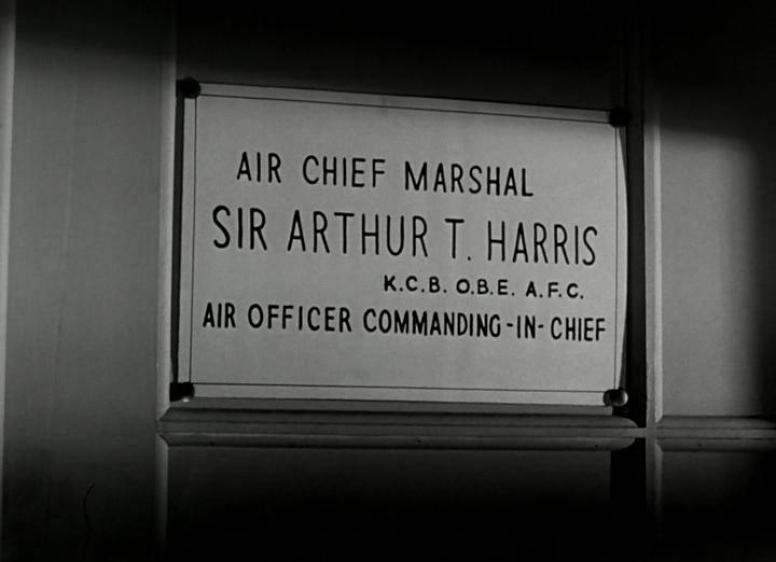 AIR CHIEF MARSHAL
SIR ARTHUR T. HARRIS
K.C.B. O.B.E. A.F.C.
AIR OFFICER COMMANDING-IN-CHIEF